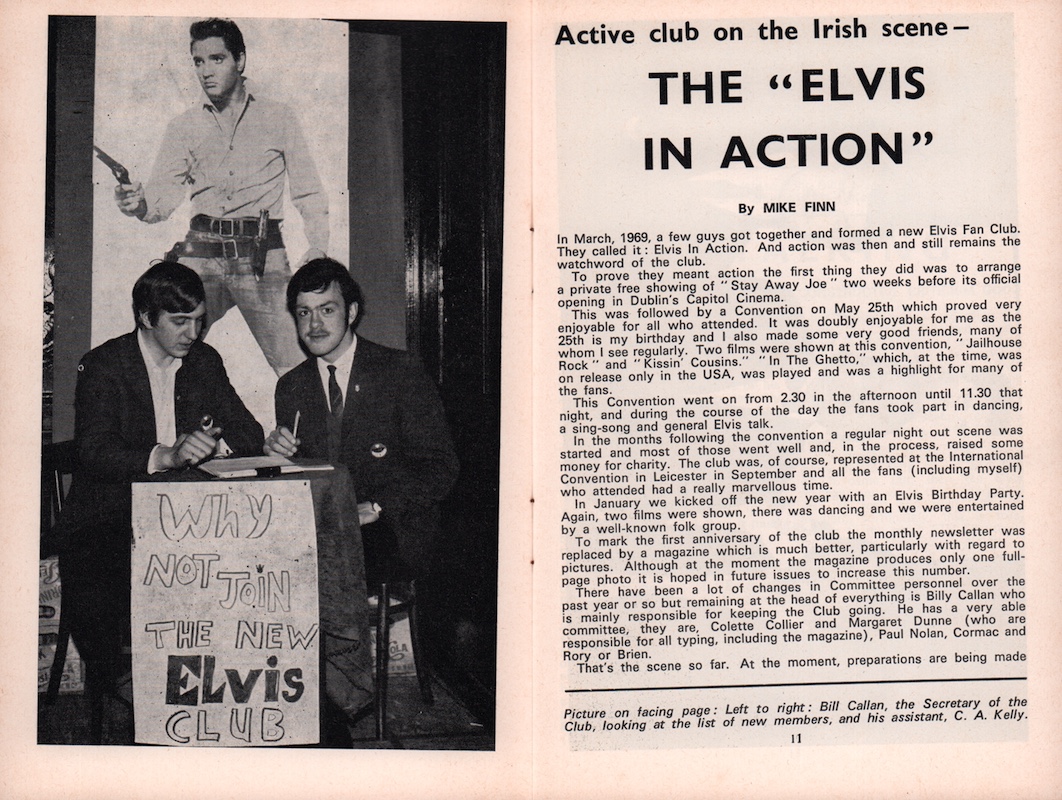 WHY
NOT JOIN
THE NEW
ELVIS
CLUB
Active club on the Irish scene—
THE “ELVIS
IN ACTION”
By MIKE FINN
In March, 1969, a few guys got together and formed a new Elvis Fan Club.
They called it: Elvis In Action. And action was then and still remains the
watchword of the club.
To prove they meant action the first thing they did was to arrange
a private free showing of “Stay Away Joe” two weeks before its official
opening in Dublin's Capitol Cinema.
This was followed by a Convention on May 25th which proved very
enjoyable for all who attended. It was doubly enjoyable for me as the
25th is my birthday and I also made some very good friends, many of
whom I see regularly. Two films were shown at this convention, “Jailhouse
Rock” and “Kissin' Cousins.” “In The Ghetto,” which, at the time, was
on release only in the USA, was played and was a highlight for many of
the fans.
This Convention went on from 2.30 in the afternoon until 11.30 that
night, and during the course of the day the fans took part in dancing,
a sing-song and general Elvis talk.
In the months following the convention a regular night out scene was
started and most of those went well and, in the process, raised some
money for charity. The club was, of course, represented at the International
Convention in Leicester in September and all the fans (including myself)
who attended had a really marvellous time.
In January we kicked off the new year with an Elvis Birthday Party.
Again, two films were shown, there was dancing and we were entertained
by a well-known folk group.
To mark the first anniversary of the club the monthly newsletter was
replaced by a magazine which is much better, particularly with regard to
pictures. Although at the moment the magazine produces only one full-
page photo it is hoped in future issues to increase this number.
There have been a lot of changes in Committee personnel over the
past year or so but remaining at the head of everything is Billy Callan who
is mainly responsible for keeping the Club going. He has a very able
committee, they are, Colette Collier and Margaret Dunne (who are
responsible for all typing, including the magazine), Paul Nolan, Cormac and
Rory or Brien.
That's the scene so far. At the moment, preparations are being made
Picture on facing page: Left to right: Bill Callan, the Secretary of the
Club, looking at the list of new members, and his assistant, C. A. Kelly.
11